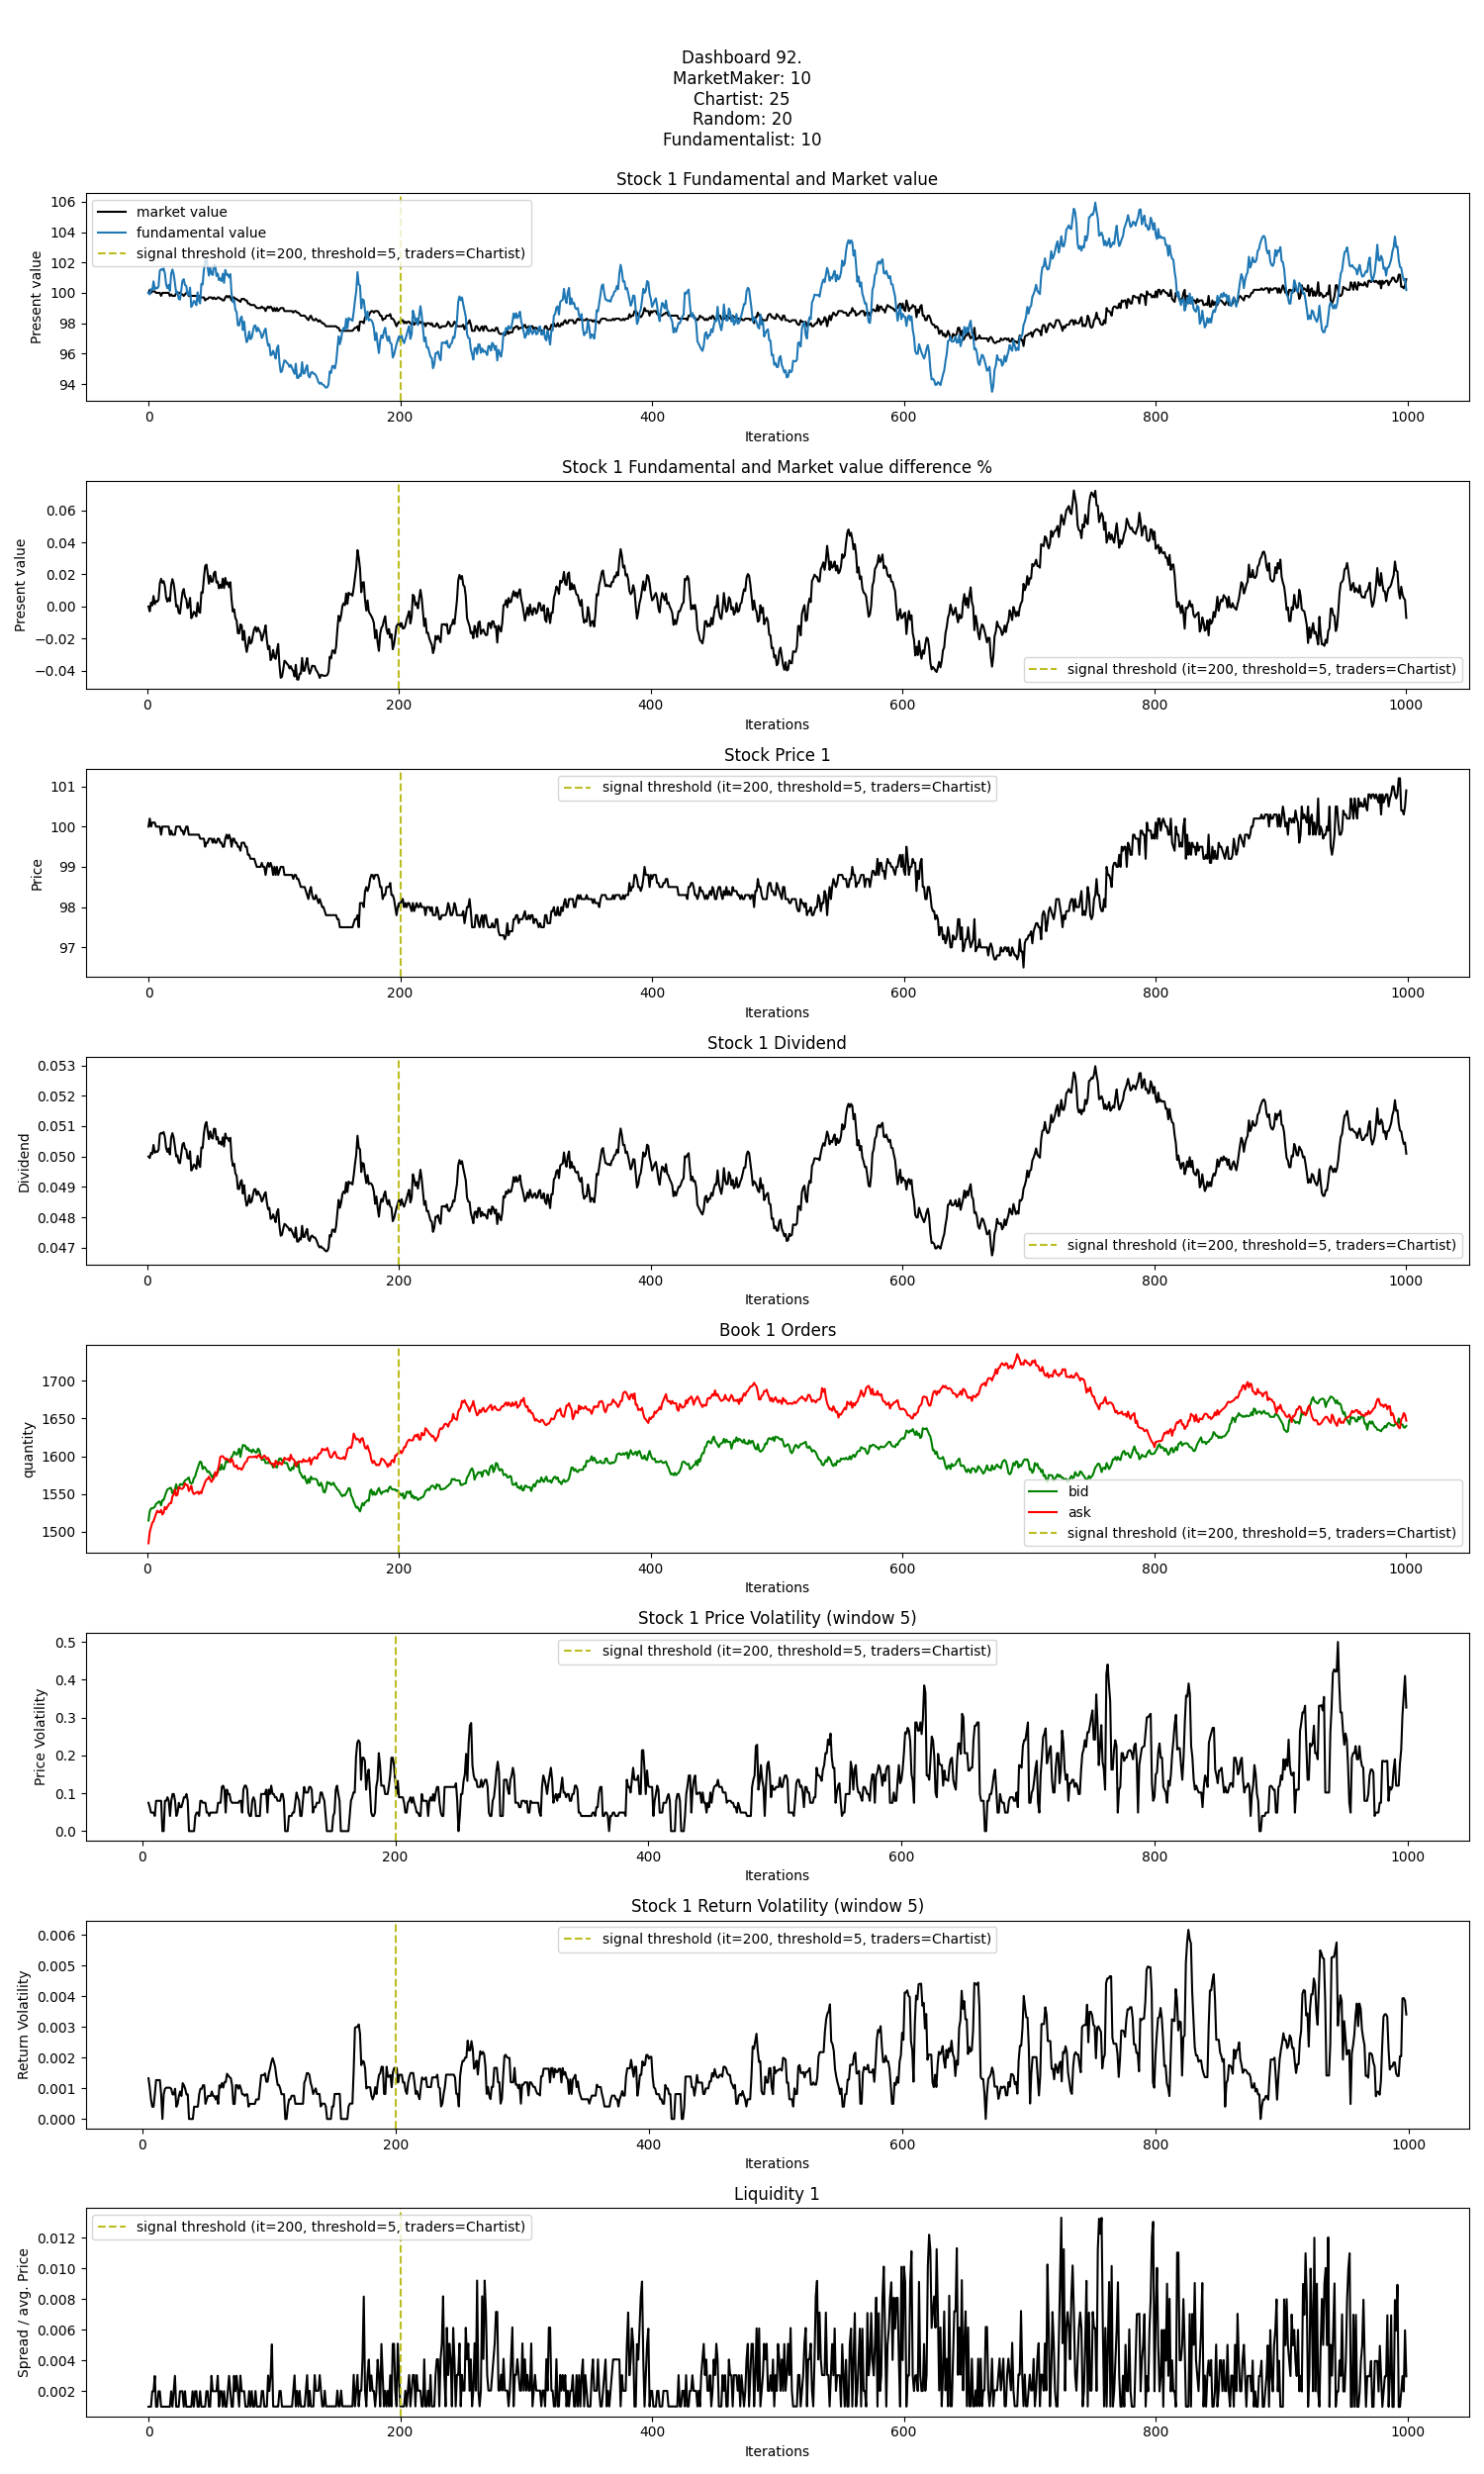 Dashboard 92.
MarketMaker: 10
Chartist: 25
Random: 20
Fundamentalist: 10
Stock 1 Fundamental and Market value
Present value
106
104
102
100
98
96
94
market value
fundamental value
signal threshold (it=200, threshold=5, traders=Chartist)
0 200 400 600 800 1000
Iterations
Stock 1 Fundamental and Market value difference %
Present value
0.06
0.04
0.02
0.00
−0.02
−0.04
signal threshold (it=200, threshold=5, traders=Chartist)
0 200 400 600 800 1000
Iterations
Stock Price 1
Price
101
100
99
98
97
signal threshold (it=200, threshold=5, traders=Chartist)
0 200 400 600 800 1000
Iterations
Stock 1 Dividend
Dividend
0.053
0.052
0.051
0.050
0.049
0.048
0.047
signal threshold (it=200, threshold=5, traders=Chartist)
0 200 400 600 800 1000
Iterations
Book 1 Orders
quantity
1700
1650
1600
1550
1500
bid
ask
signal threshold (it=200, threshold=5, traders=Chartist)
0 200 400 600 800 1000
Iterations
Stock 1 Price Volatility (window 5)
Price Volatility
0.5
0.4
0.3
0.2
0.1
0.0
signal threshold (it=200, threshold=5, traders=Chartist)
0 200 400 600 800 1000
Iterations
Stock 1 Return Volatility (window 5)
Return Volatility
0.006
0.005
0.004
0.003
0.002
0.001
0.000
signal threshold (it=200, threshold=5, traders=Chartist)
0 200 400 600 800 1000
Iterations
Liquidity 1
Spread / avg. Price
0.012
0.010
0.008
0.006
0.004
0.002
signal threshold (it=200, threshold=5, traders=Chartist)
0 200 400 600 800 1000
Iterations